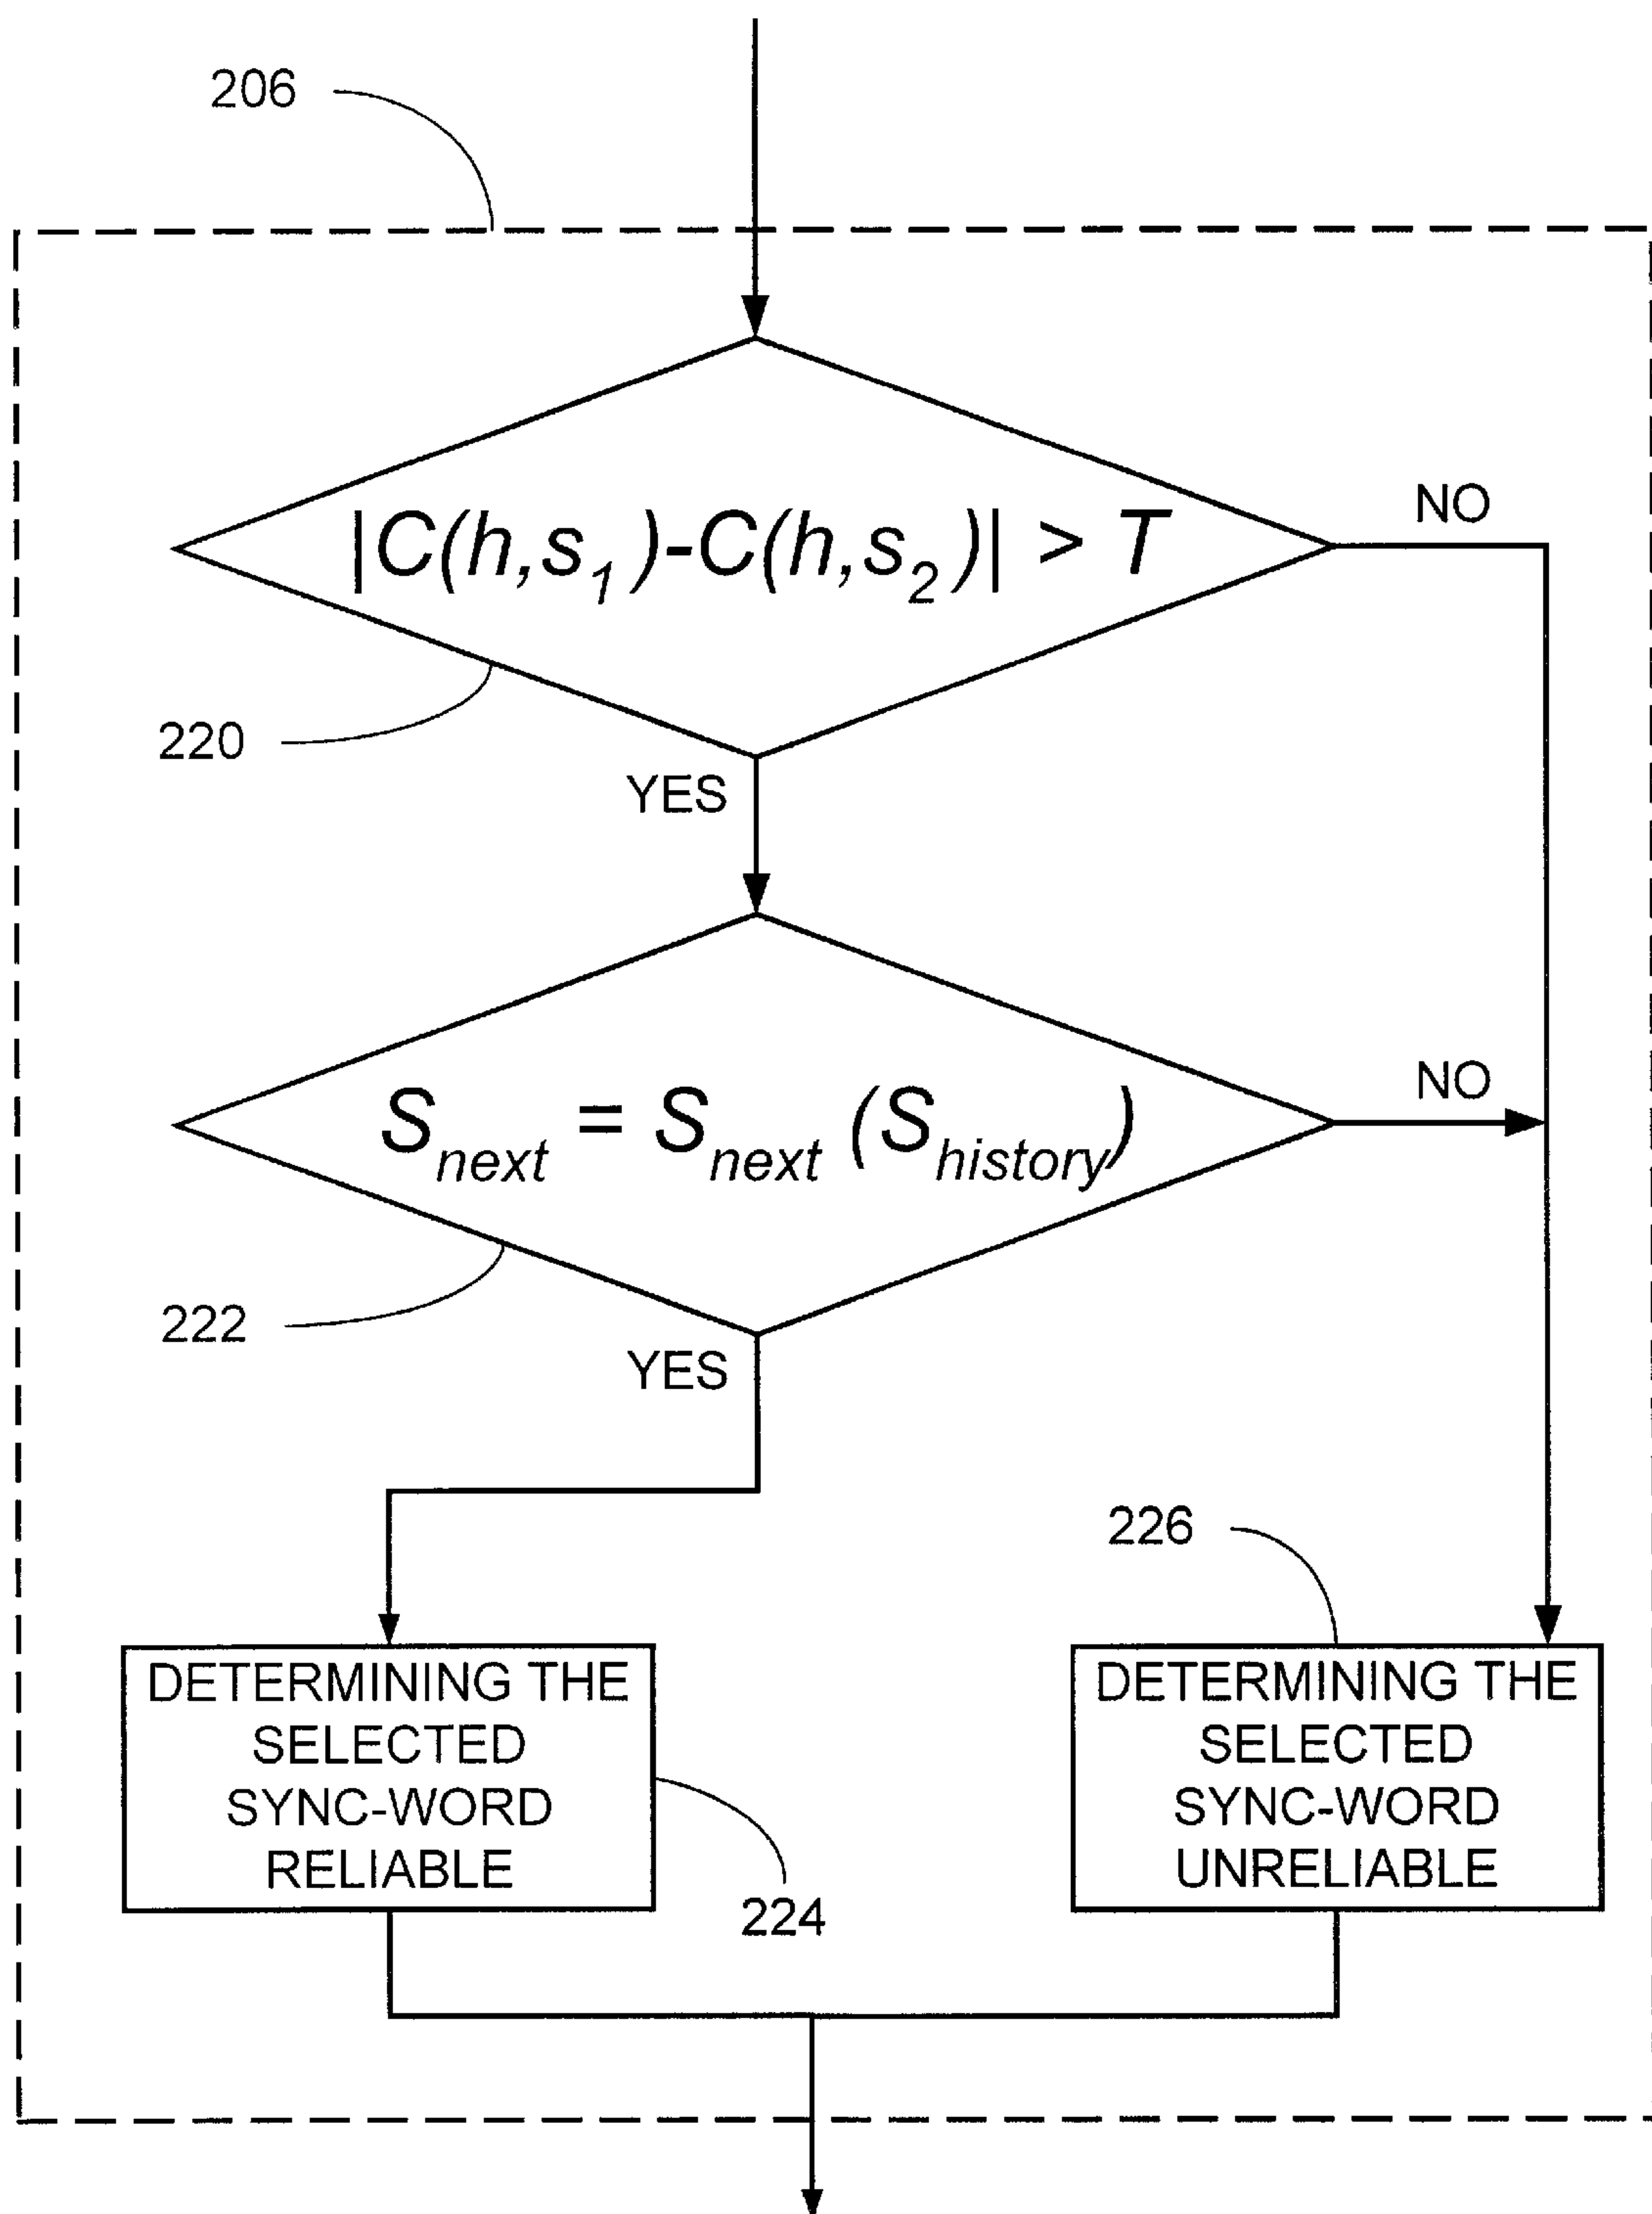 206
|C(h,s₁)-C(h,s₂)| > T
NO
220
YES
Sₙₑₓₜ = Sₙₑₓₜ (S_history)
NO
222
YES
226
DETERMINING THE
SELECTED
SYNC-WORD
RELIABLE
224
DETERMINING THE
SELECTED
SYNC-WORD
UNRELIABLE